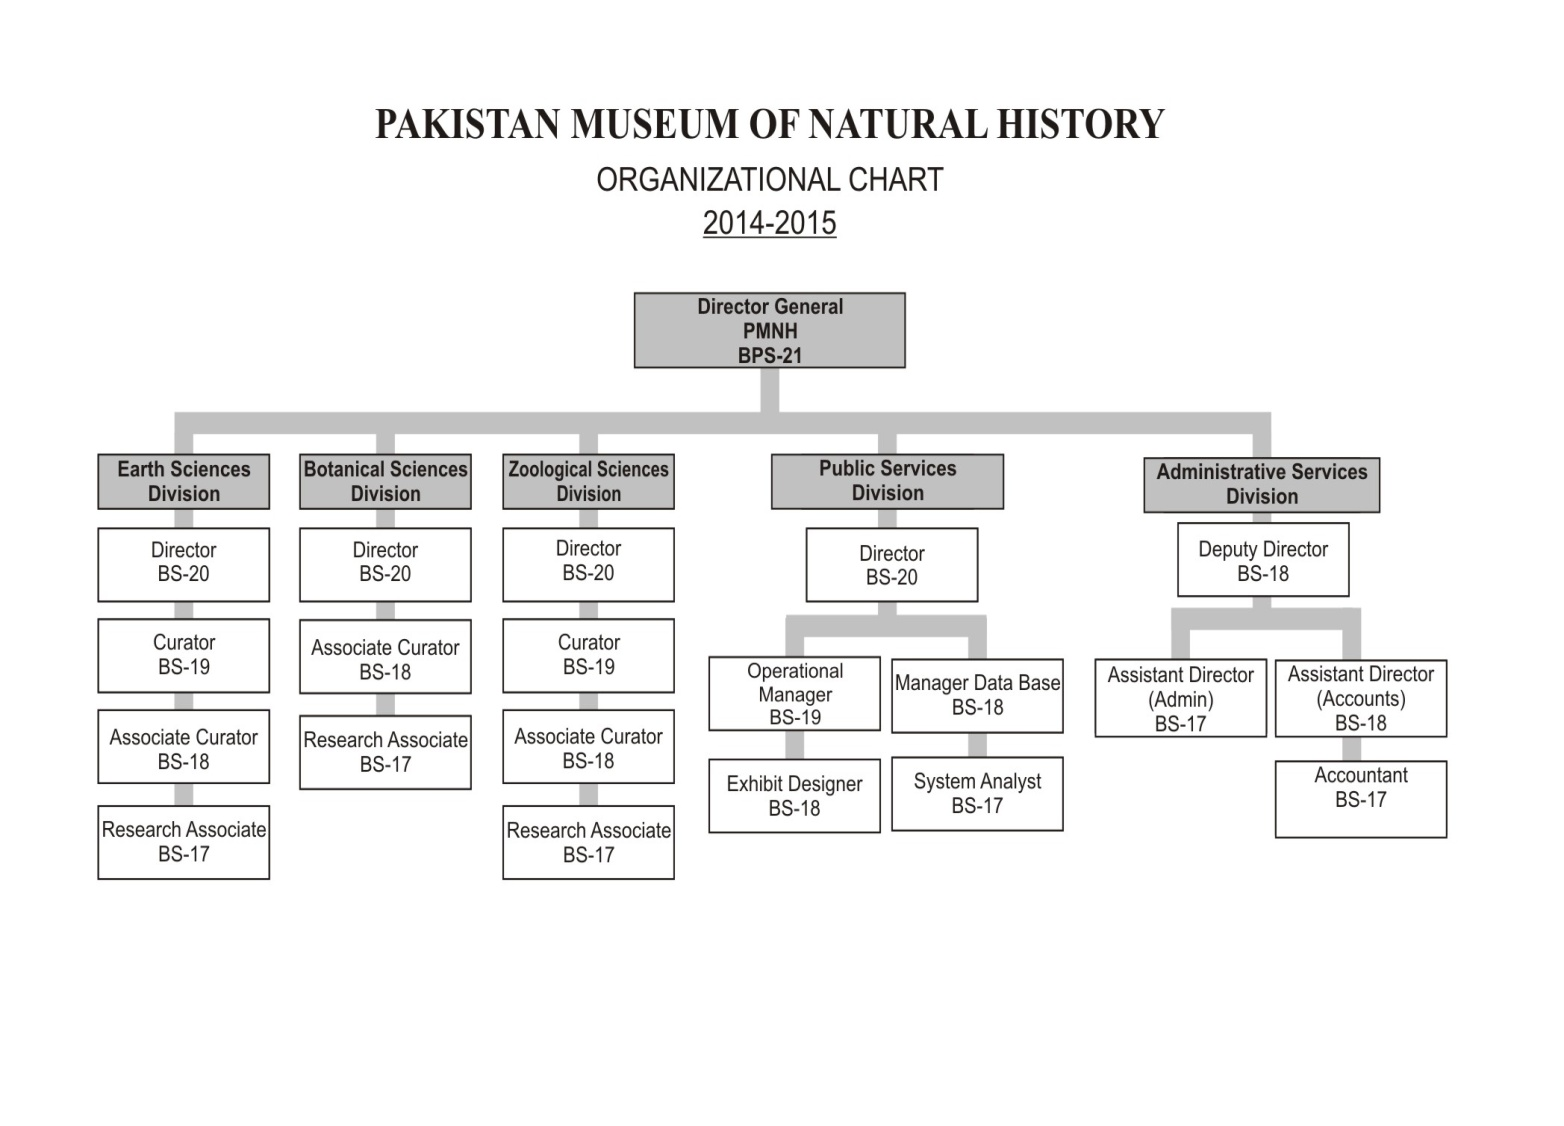 PAKISTAN MUSEUM OF NATURAL HISTORY
ORGANIZATIONAL CHART
2014-2015
Director General
PMNH
BPS-21
Earth Sciences
Division
Director
BS-20
Curator
BS-19
Associate Curator
BS-18
Research Associate
BS-17
Botanical Sciences
Division
Director
BS-20
Associate Curator
BS-18
Research Associate
BS-17
Zoological Sciences
Division
Director
BS-20
Curator
BS-19
Associate Curator
BS-18
Research Associate
BS-17
Public Services
Division
Director
BS-20
Operational
Manager
BS-19
Exhibit Designer
BS-18
Manager Data Base
BS-18
System Analyst
BS-17
Administrative Services
Division
Deputy Director
BS-18
Assistant Director
(Admin)
BS-17
Assistant Director
(Accounts)
BS-18
Accountant
BS-17